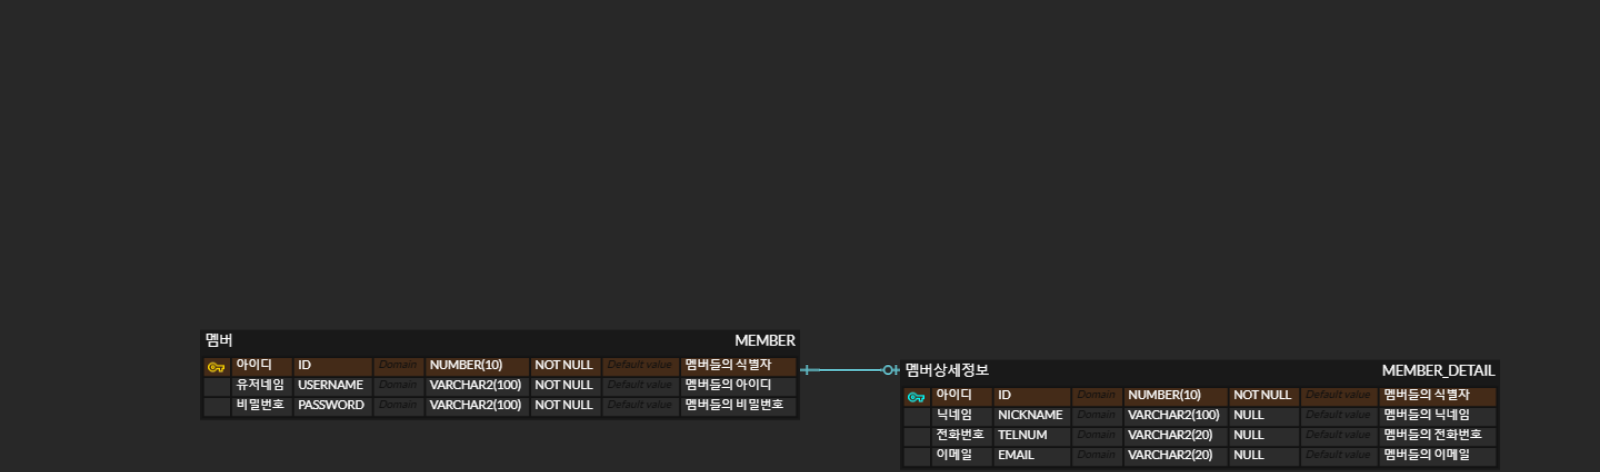 멤버 MEMBER
아이디 ID Domain NUMBER(10) NOT NULL Default value 멤버들의 식별자
유저네임 USERNAME Domain VARCHAR2(100) NOT NULL Default value 멤버들의 아이디
비밀번호 PASSWORD Domain VARCHAR2(100) NOT NULL Default value 멤버들의 비밀번호
멤버상세정보 MEMBER_DETAIL
아이디 ID Domain NUMBER(10) NOT NULL Default value 멤버들의 식별자
닉네임 NICKNAME Domain VARCHAR2(100) NULL Default value 멤버들의 닉네임
전화번호 TELNUM Domain VARCHAR2(20) NULL Default value 멤버들의 전화번호
이메일 EMAIL Domain VARCHAR2(20) NULL Default value 멤버들의 이메일